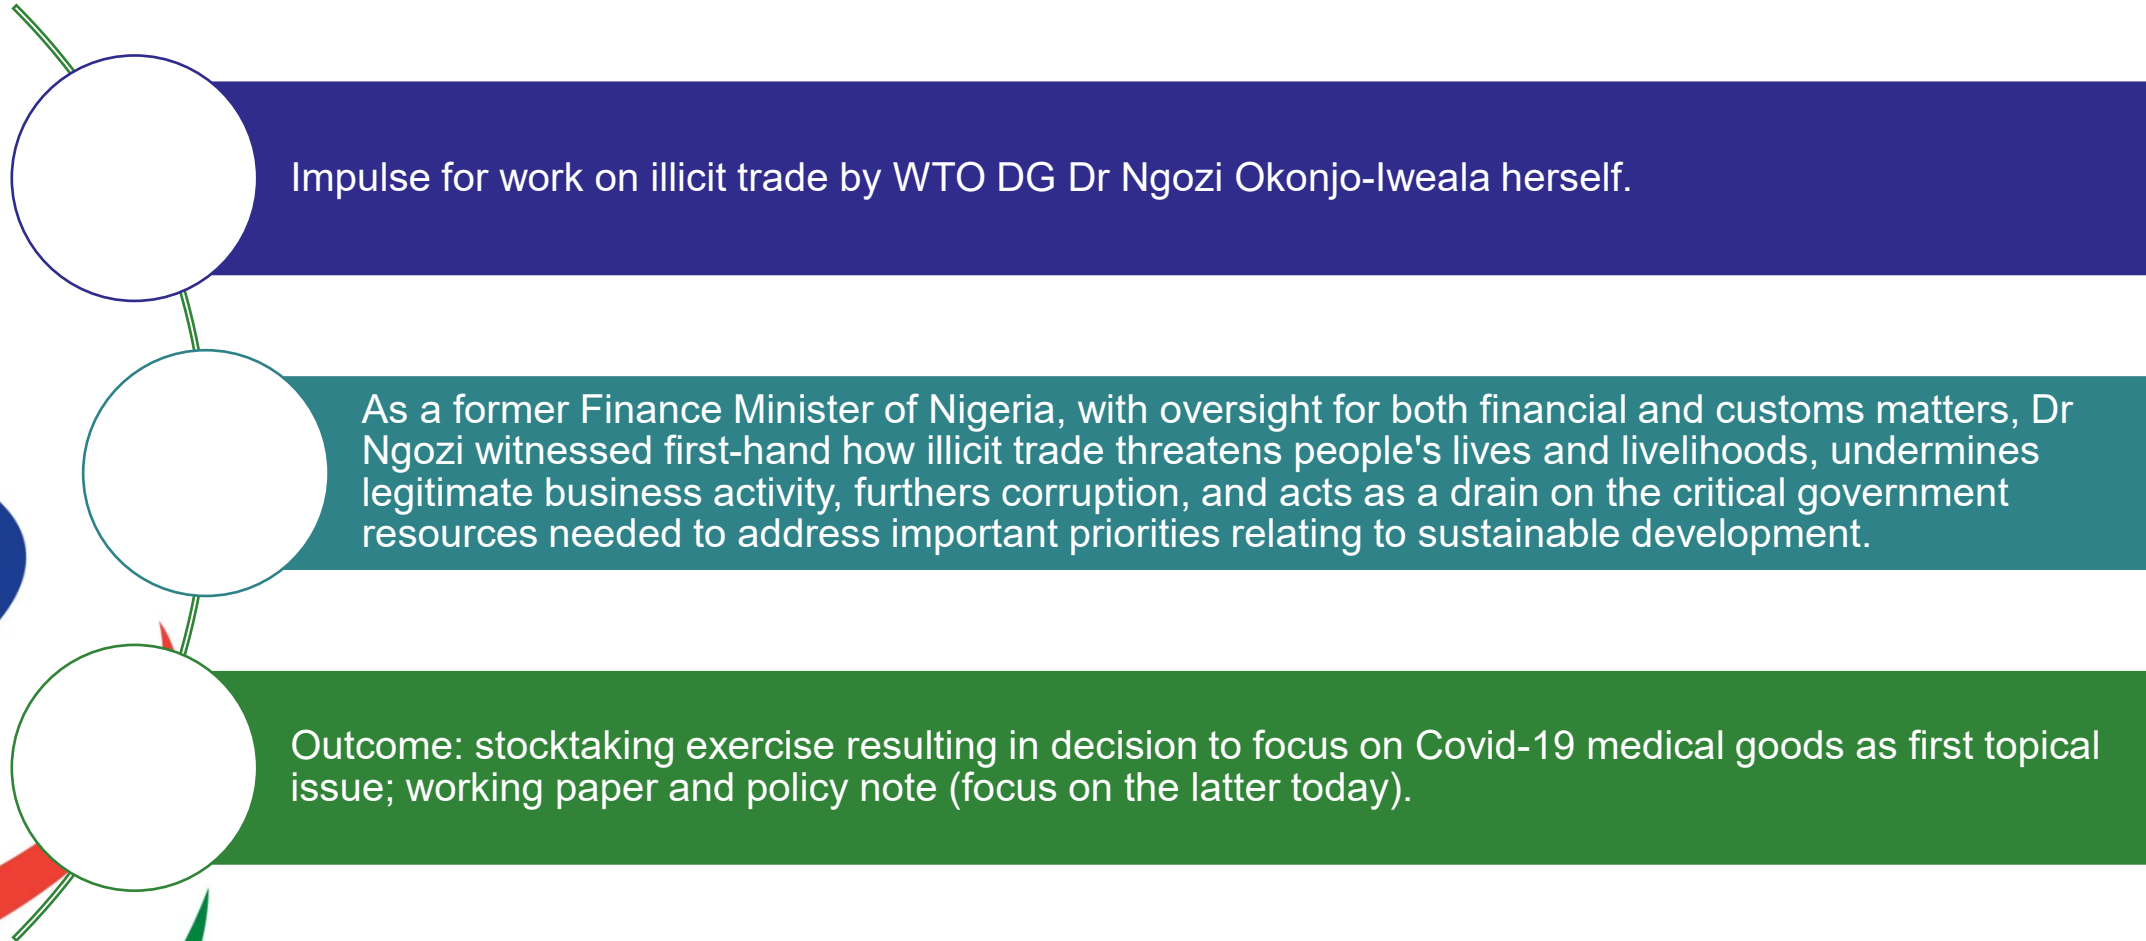 Impulse for work on illicit trade by WTO DG Dr Ngozi Okonjo-Iweala herself.
As a former Finance Minister of Nigeria, with oversight for both financial and customs matters, Dr
Ngozi witnessed first-hand how illicit trade threatens people's lives and livelihoods, undermines
legitimate business activity, furthers corruption, and acts as a drain on the critical government
resources needed to address important priorities relating to sustainable development.
Outcome: stocktaking exercise resulting in decision to focus on Covid-19 medical goods as first topical
issue; working paper and policy note (focus on the latter today).